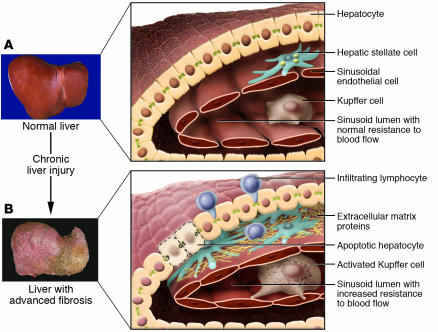 A
Normal liver
Hepatocyte
Hepatic stellate cell
Sinusoidal
endothelial cell
Kupffer cell
Sinusoid lumen with
normal resistance to
blood flow
Chronic
liver injury
B
Liver with
advanced fibrosis
Infiltrating lymphocyte
Extracellular matrix
proteins
Apoptotic hepatocyte
Activated Kupffer cell
Sinusoid lumen with
increased resistance
to blood flow